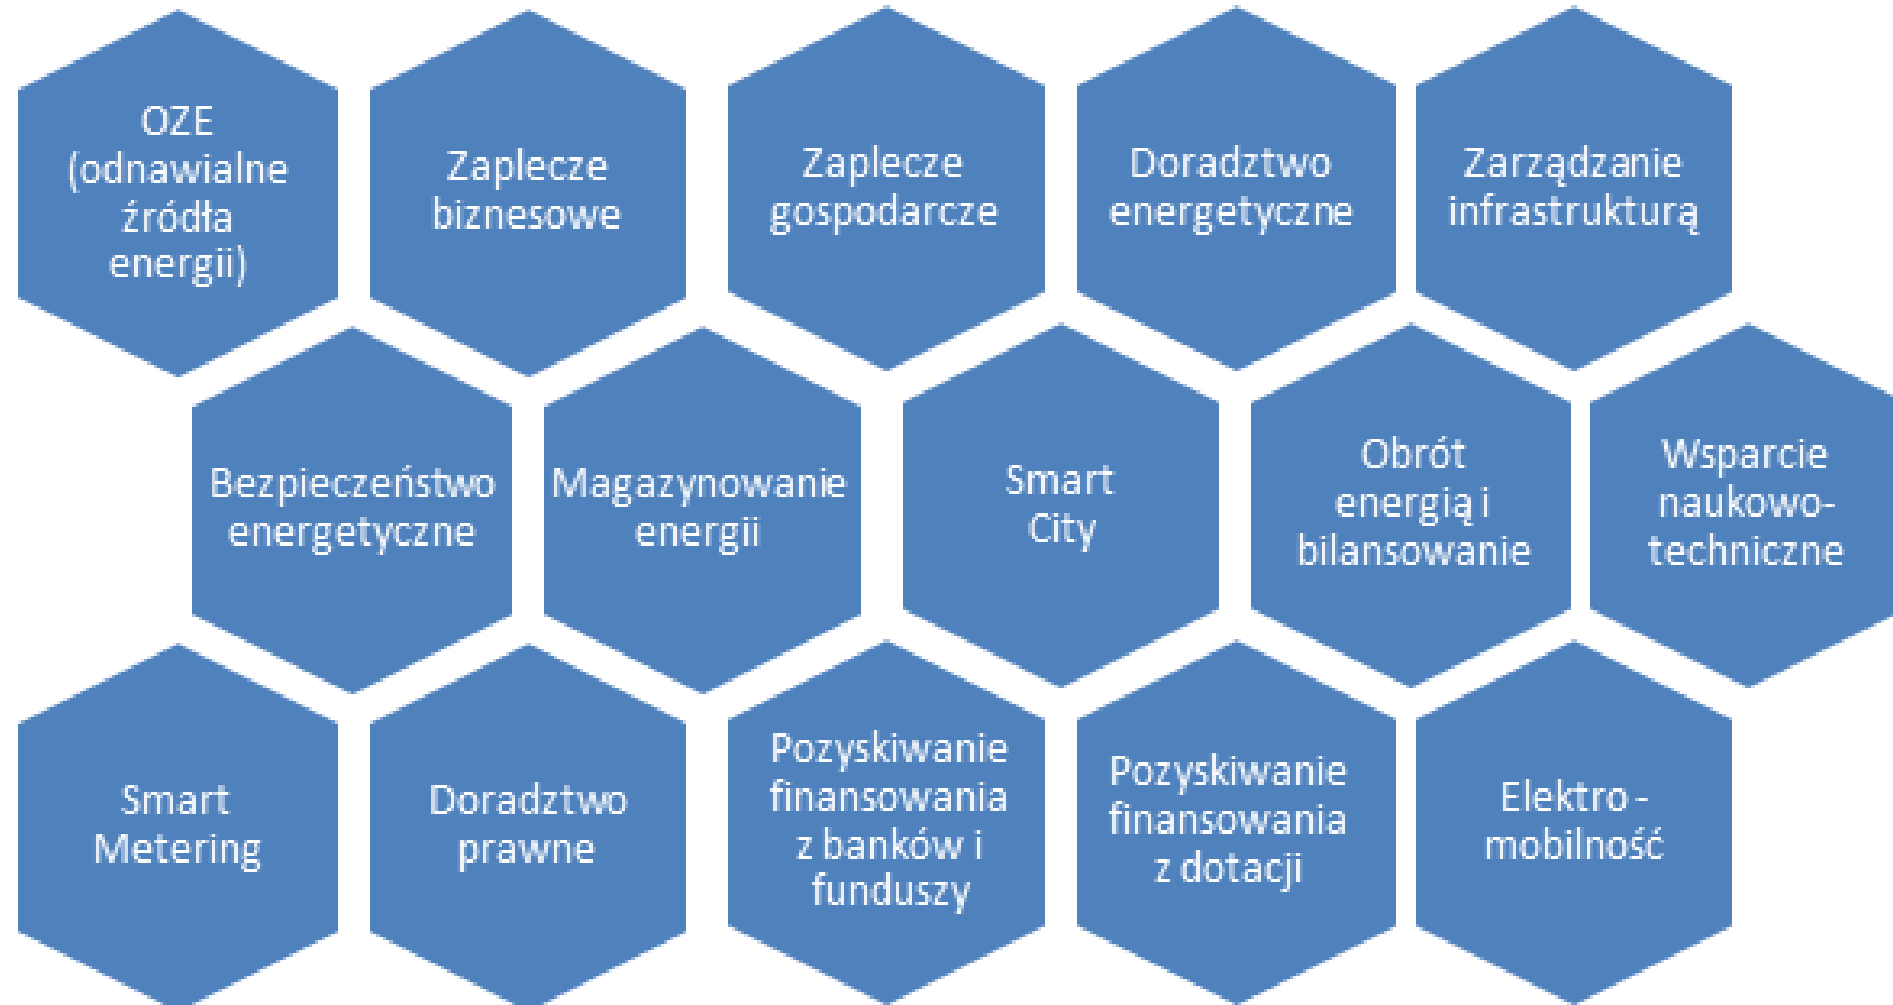 OZE
(odnawialne
źródła
energii)
Zaplecze
biznesowe
Zaplecze
gospodarcze
Doradztwo
energetyczne
Zarządzanie
infrastrukturą
Bezpieczeństwo
energetyczne
Magazynowanie
energii
Smart
City
Obrót
energią i
bilansowanie
Wsparcie
naukowo-
techniczne
Smart
Metering
Doradztwo
prawne
Pozyskiwanie
finansowania
z banków i
funduszy
Pozyskiwanie
finansowania
z dotacji
Elektro-
mobilność